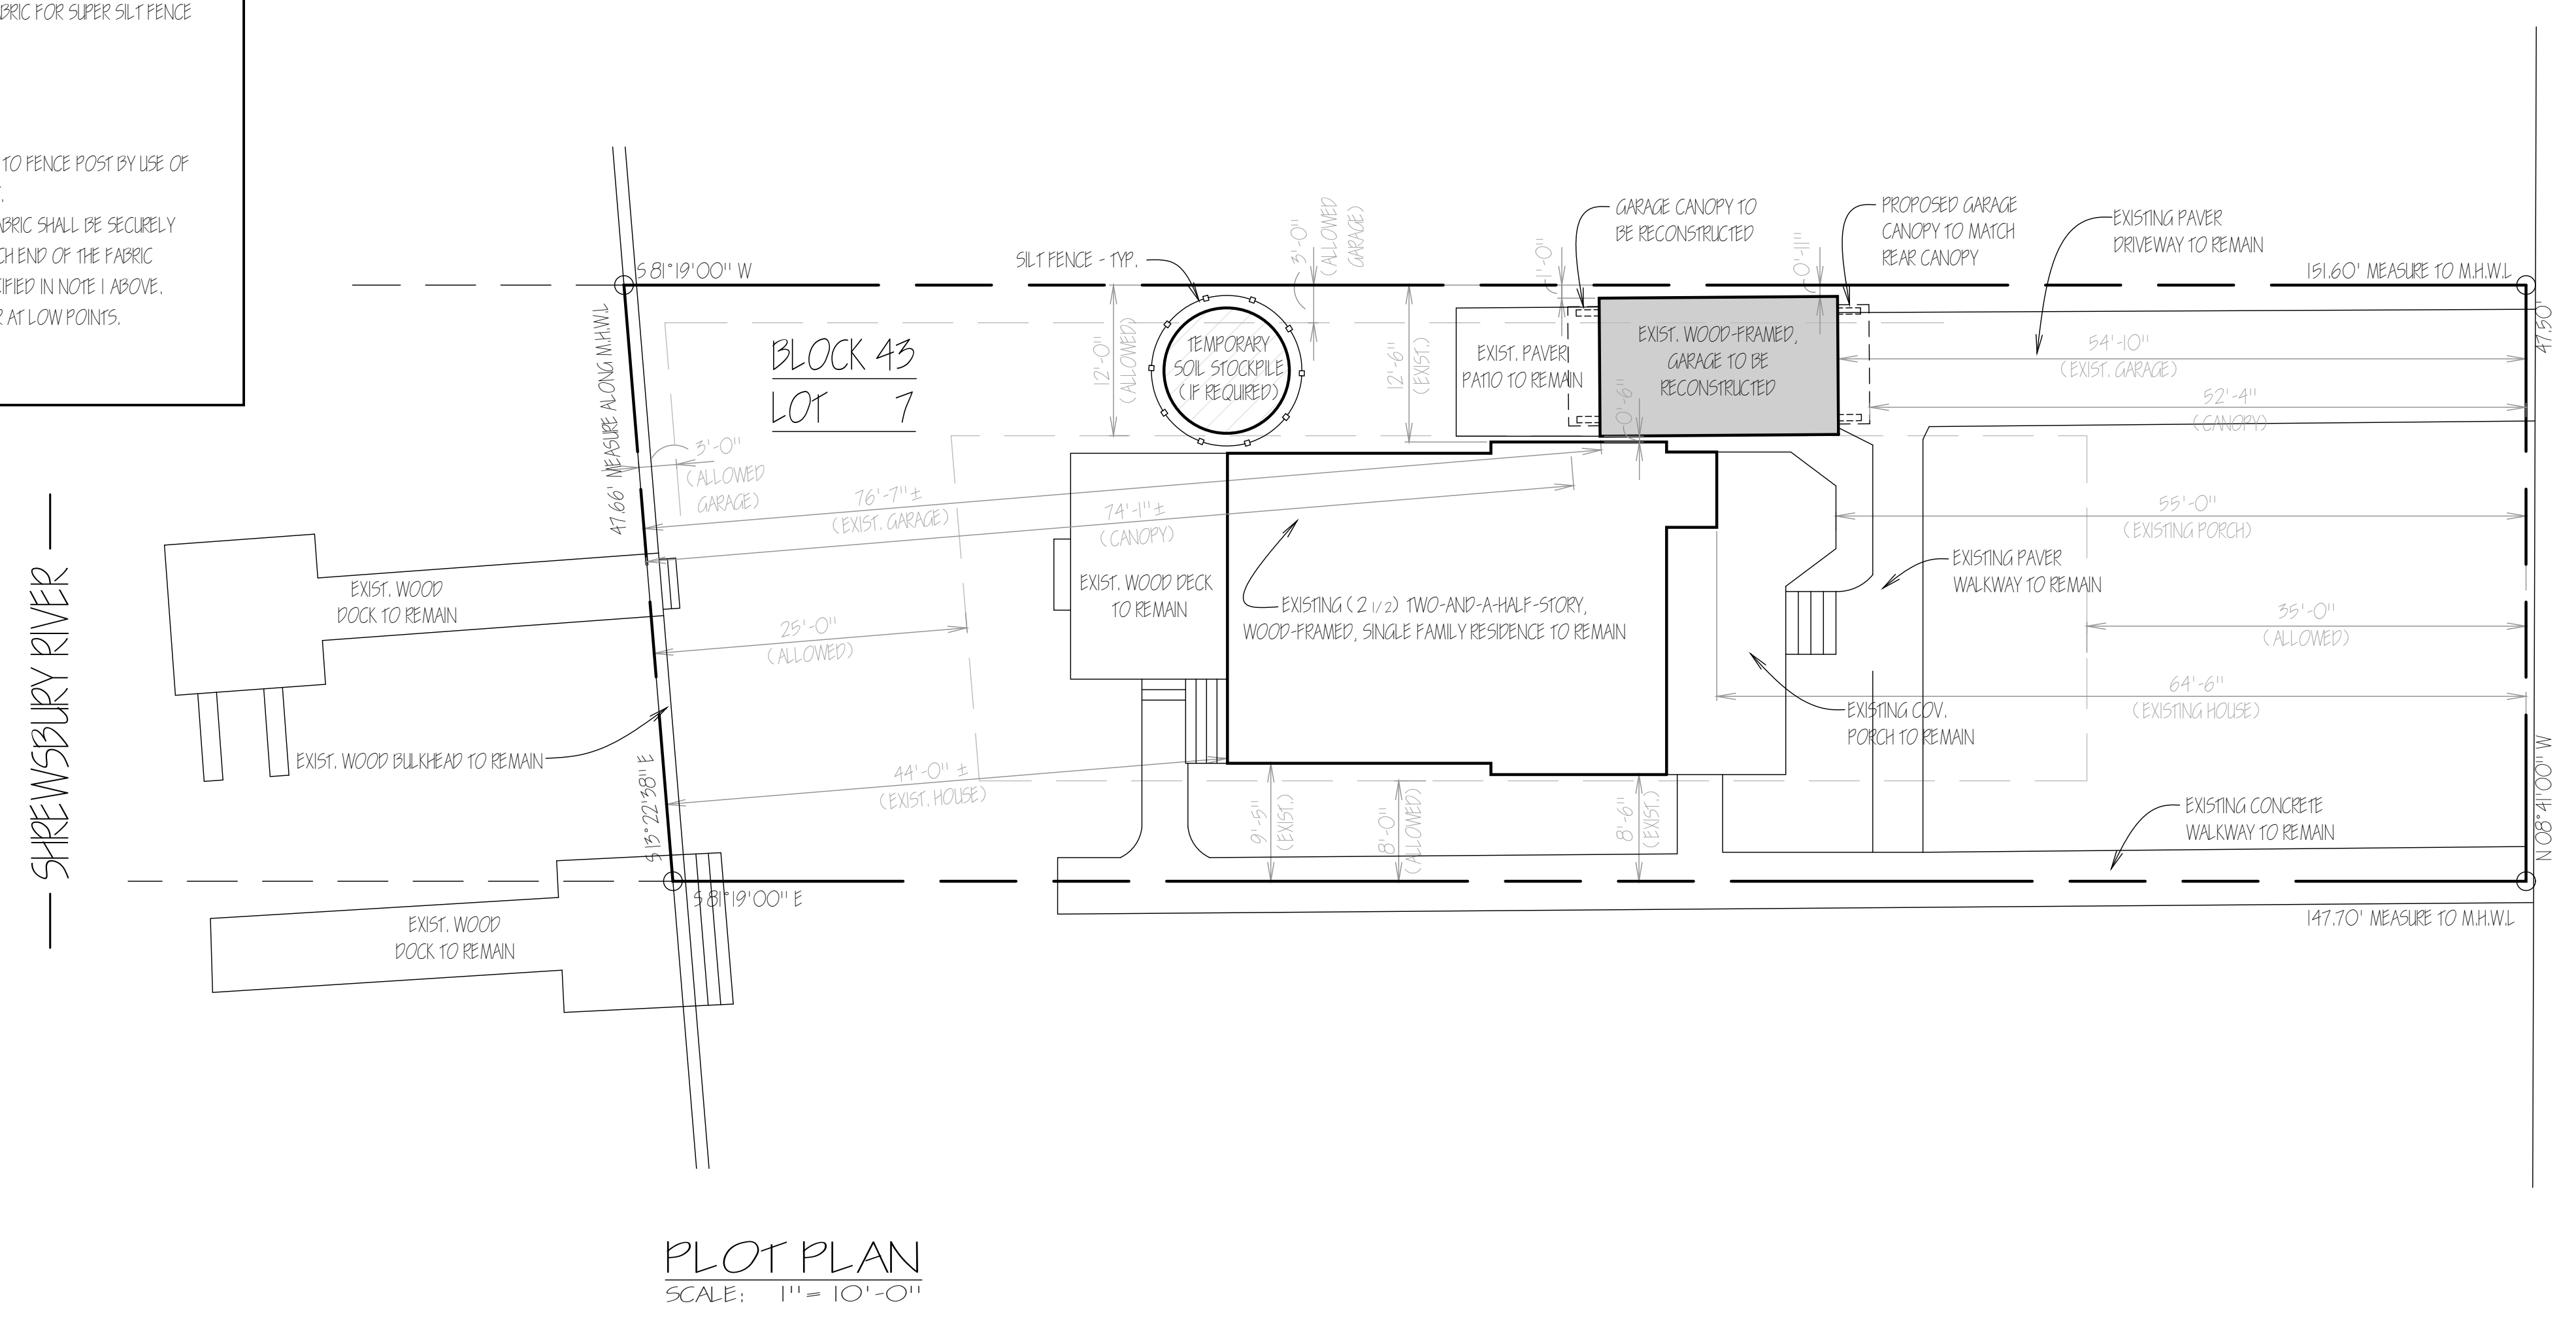 BRIC FOR SUPER SILT FENCE
TO FENCE POST BY USE OF
ABRIC SHALL BE SECURELY
CH END OF THE FABRIC
CIFIED IN NOTE 1 ABOVE.
R AT LOW POINTS.
SHREWSBURY RIVER
S 81°19'00" W
47.66' MEASURE ALONG M.H.W.L
BLOCK 43
LOT 7
3'-0"
(ALLOWED
GARAGE)
SILT FENCE - TYP.
12'-0"
(ALLOWED)
TEMPORARY
SOIL STOCKPILE
(IF REQUIRED)
3'-0"
(ALLOWED
GARAGE)
12'-6"
(EXIST.)
1'-0"
GARAGE CANOPY TO
BE RECONSTRUCTED
EXIST. PAVER
PATIO TO REMAIN
0'-6"
EXIST. WOOD-FRAMED,
GARAGE TO BE
RECONSTRUCTED
0'-11"
PROPOSED GARAGE
CANOPY TO MATCH
REAR CANOPY
EXISTING PAVER
DRIVEWAY TO REMAIN
151.60' MEASURE TO M.H.W.L
47.50'
54'-10"
(EXIST. GARAGE)
52'-4"
(CANOPY)
76'-7"±
(EXIST. GARAGE)
74'-1"±
(CANOPY)
55'-0"
(EXISTING PORCH)
EXIST. WOOD
DOCK TO REMAIN
EXIST. WOOD DECK
TO REMAIN
EXISTING (2 1/2) TWO-AND-A-HALF-STORY,
WOOD-FRAMED, SINGLE FAMILY RESIDENCE TO REMAIN
EXISTING PAVER
WALKWAY TO REMAIN
25'-0"
(ALLOWED)
35'-0"
(ALLOWED)
64'-6"
(EXISTING HOUSE)
EXISTING COV.
PORCH TO REMAIN
EXIST. WOOD BULKHEAD TO REMAIN
S 13°22'38" E
44'-0" ±
(EXIST. HOUSE)
9'-5"
(EXIST.)
8'-0"
(ALLOWED)
8'-6"
(EXIST.)
EXISTING CONCRETE
WALKWAY TO REMAIN
N 08°41'00" W
S 81°19'00" E
EXIST. WOOD
DOCK TO REMAIN
147.70' MEASURE TO M.H.W.L
PLOT PLAN
SCALE: 1"= 10'-0"